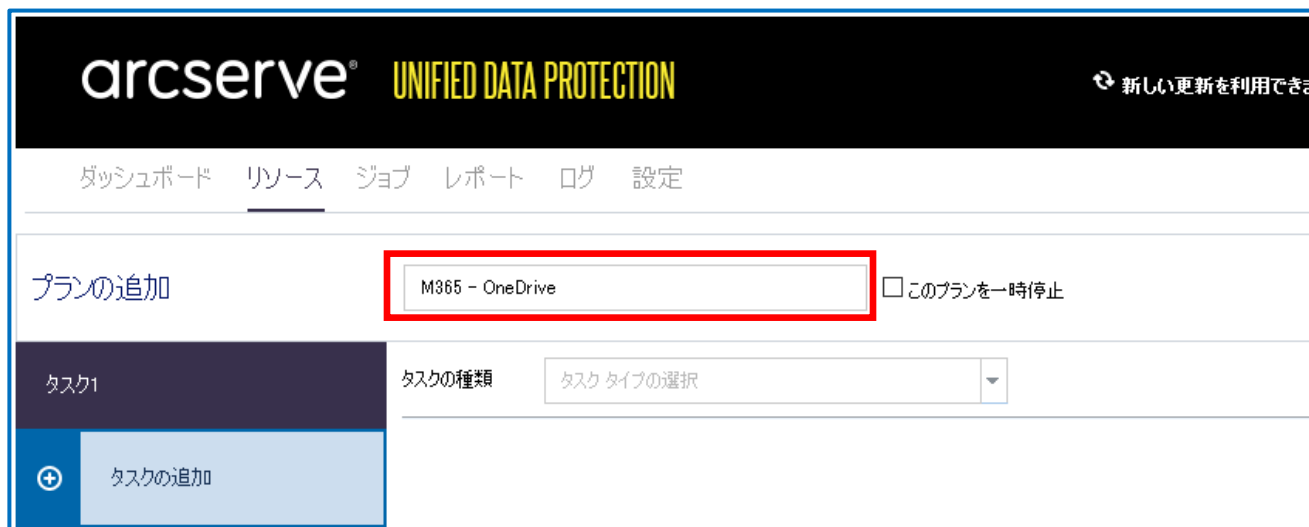 arcserve® UNIFIED DATA PROTECTION
新しい更新を利用できま
ダッシュボード リソース ジョブ レポート ログ 設定
プランの追加 M365 - OneDrive このプランを一時停止
タスク1 タスクの種類 タスク タイプの選択
タスクの追加